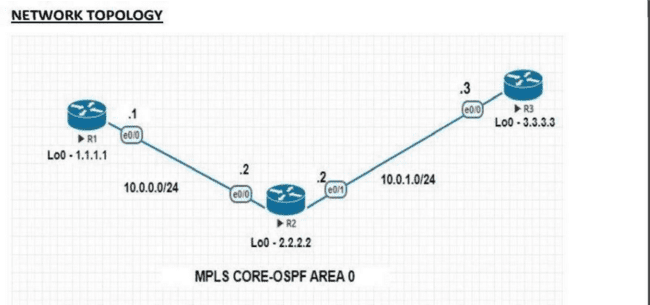 NETWORK TOPOLOGY
.3
e0/0
R3
Lo0 - 3.3.3.3
.1
e0/0
R1
Lo0 - 1.1.1.1
10.0.0.0/24
.2
e0/0
.2
e0/1
10.0.1.0/24
R2
Lo0 - 2.2.2.2
MPLS CORE-OSPF AREA 0